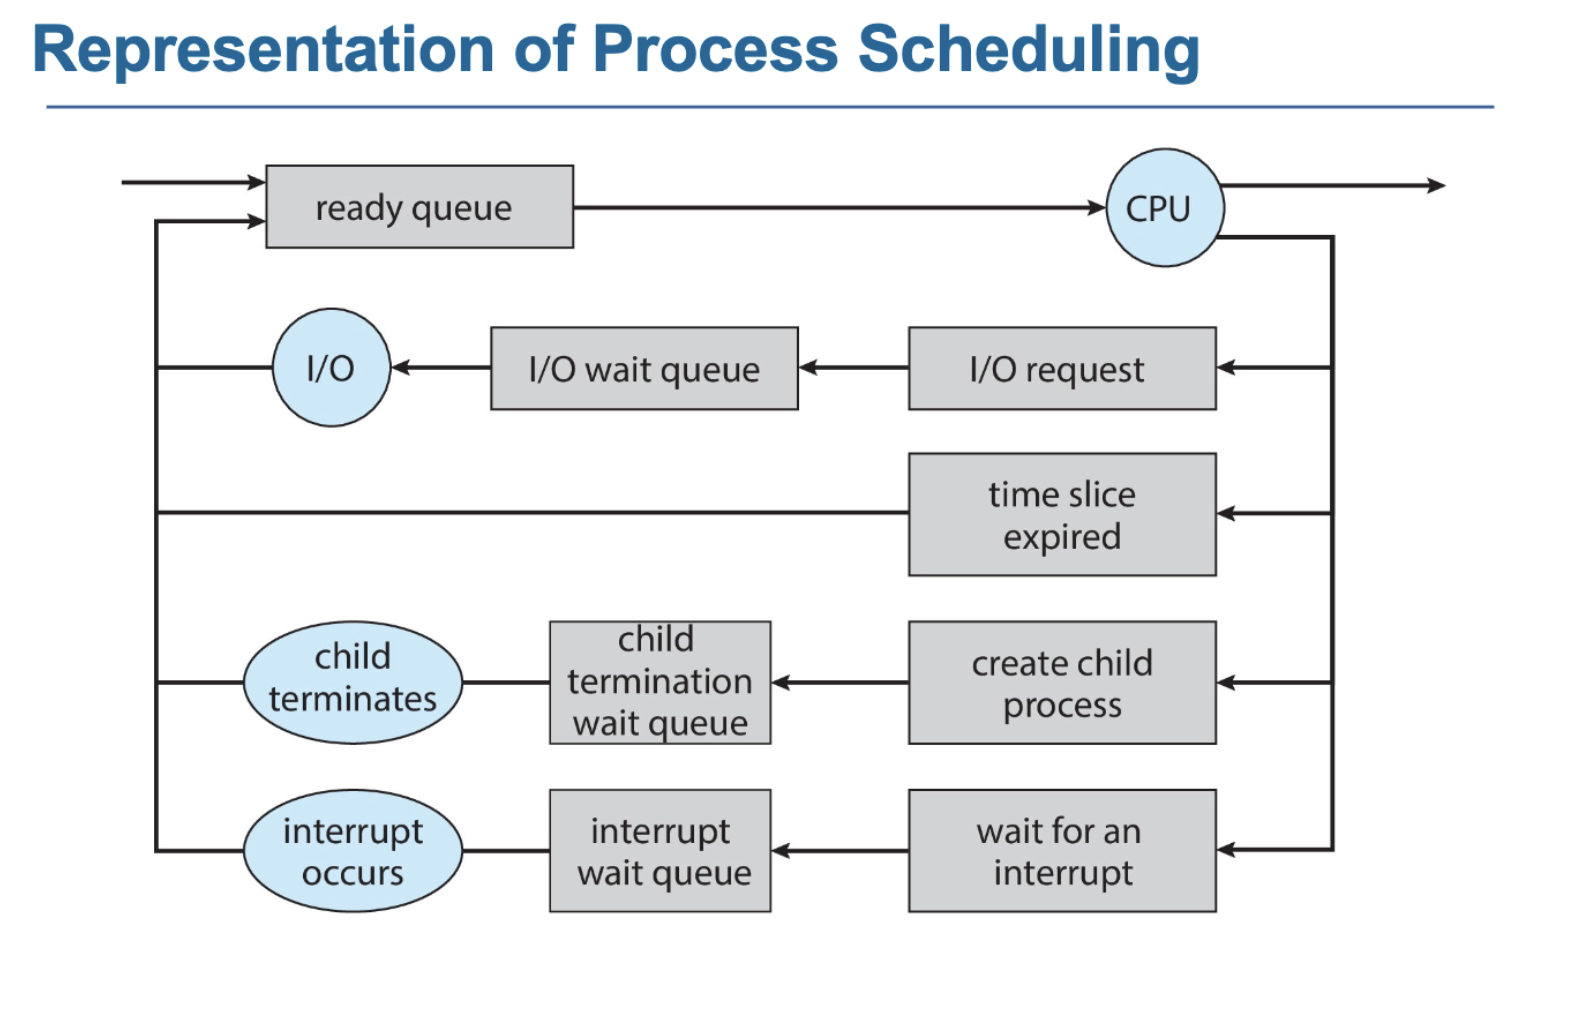 Representation of Process Scheduling
ready queue
CPU
I/O
I/O wait queue
I/O request
time slice
expired
child
terminates
child
termination
wait queue
create child
process
interrupt
occurs
interrupt
wait queue
wait for an
interrupt